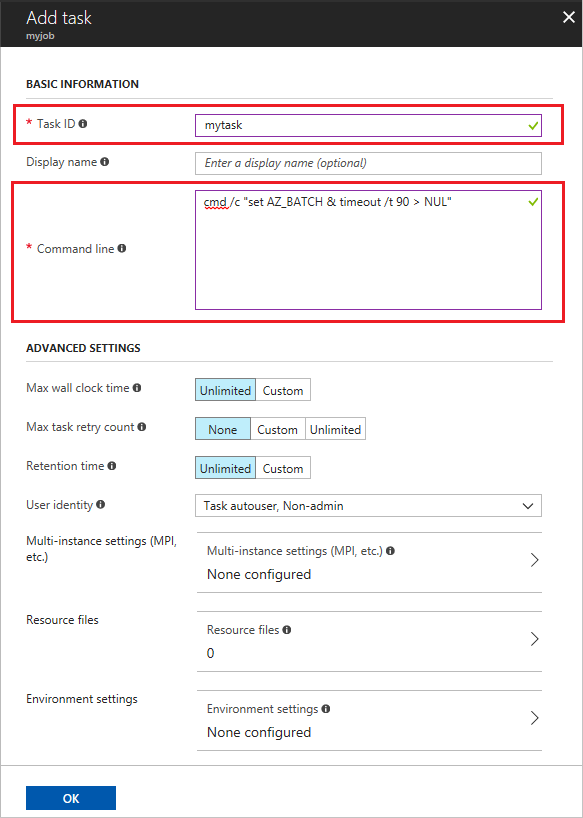 Add task
myjob
BASIC INFORMATION
* Task ID
mytask
Display name
Enter a display name (optional)
cmd /c "set AZ_BATCH & timeout /t 90 > NUL"
* Command line
ADVANCED SETTINGS
Max wall clock time
Unlimited Custom
Max task retry count
None Custom Unlimited
Retention time
Unlimited Custom
User identity
Task autouser, Non-admin
Multi-instance settings (MPI,
etc.)
Multi-instance settings (MPI, etc.)
None configured
Resource files
Resource files
0
Environment settings
Environment settings
None configured
OK